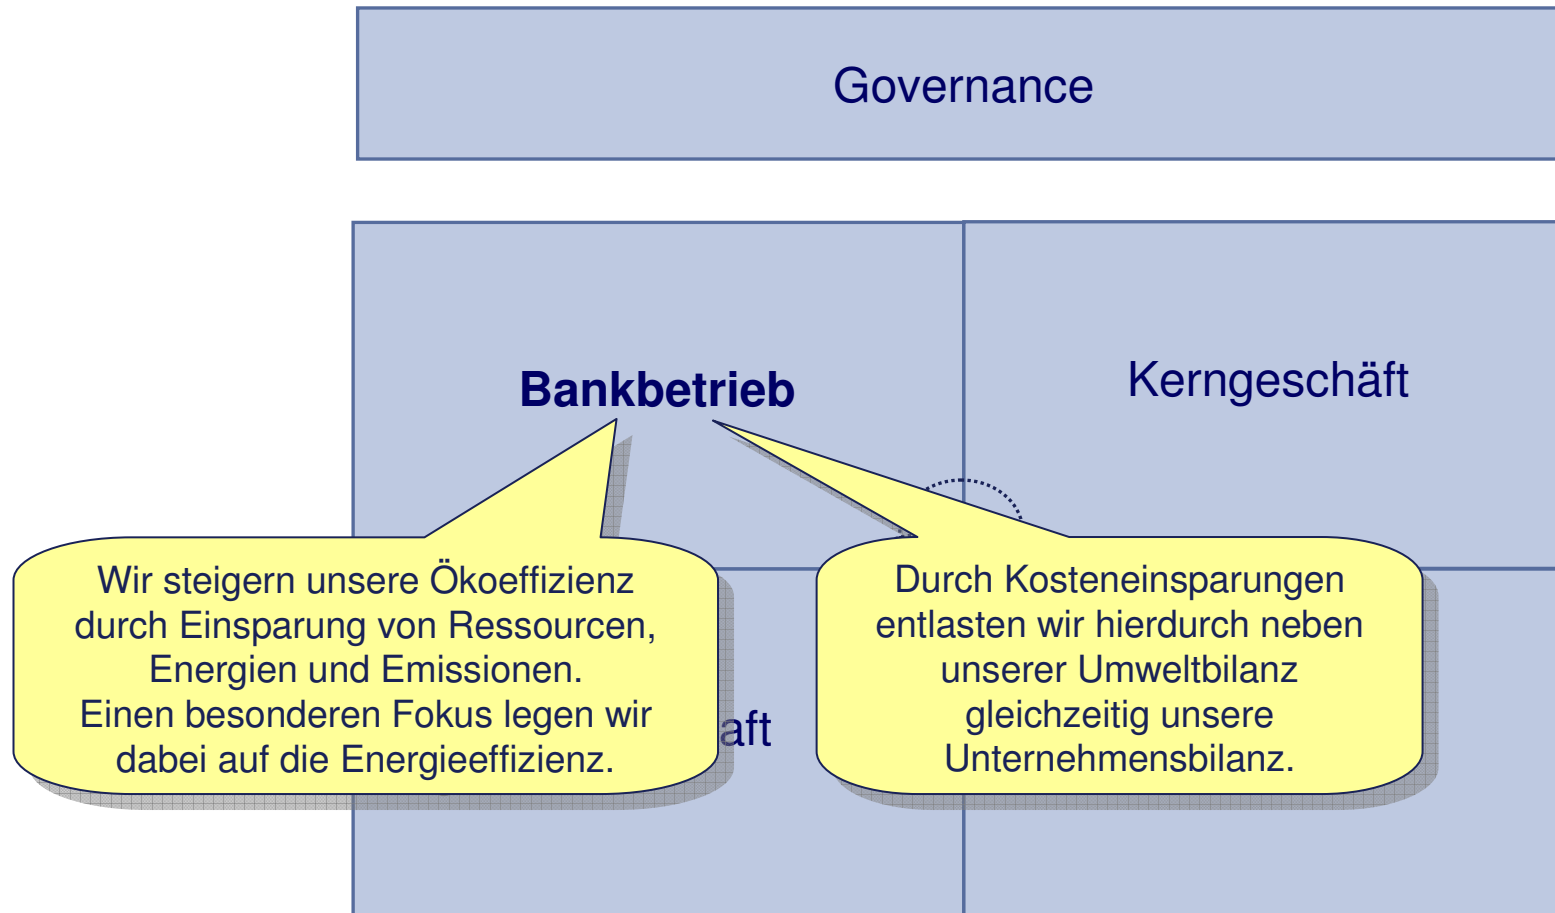 Governance
Bankbetrieb
Kerngeschäft
Wir steigern unsere Ökoeffizienz
durch Einsparung von Ressourcen,
Energien und Emissionen.
Einen besonderen Fokus legen wir
dabei auf die Energieeffizienz.
Durch Kosteneinsparungen
entlasten wir hierdurch neben
unserer Umweltbilanz
gleichzeitig unsere
Unternehmensbilanz.